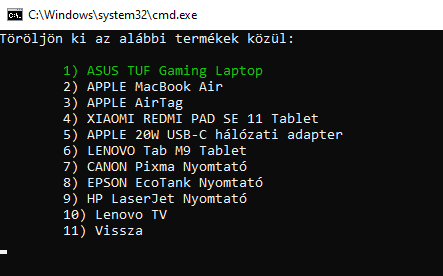 C:\Windows\system32\cmd.exe
Töröljön ki az alábbi termékek közül:
1) ASUS TUF Gaming Laptop
2) APPLE MacBook Air
3) APPLE AirTag
4) XIAOMI REDMI PAD SE 11 Tablet
5) APPLE 20W USB-C hálózati adapter
6) LENOVO Tab M9 Tablet
7) CANON Pixma Nyomtató
8) EPSON EcoTank Nyomtató
9) HP LaserJet Nyomtató
10) Lenovo TV
11) Vissza